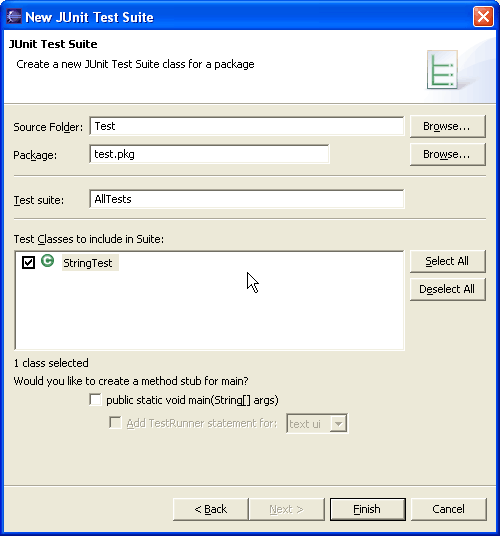 New JUnit Test Suite
JUnit Test Suite
Create a new JUnit Test Suite class for a package
Source Folder: Test Browse...
Package: test.pkg Browse...
Test suite: AllTests
Test Classes to include in Suite:
C StringTest Select All
Deselect All
1 class selected
Would you like to create a method stub for main?
public static void main(String[] args)
Add TestRunner statement for: text ui
< Back Next > Finish Cancel